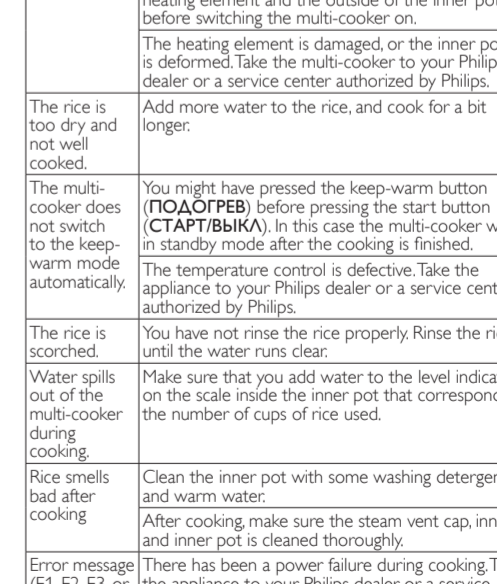 heating element and the outside of the inner pot
before switching the multi-cooker on.
The heating element is damaged, or the inner
is deformed. Take the multi-cooker to your
dealer or a service center authorized by Philips.
The rice is
too dry and
not well
cooked.
Add more water to the rice, and cook for a bit
longer.
The multi-
cooker does
not switch
to the keep-
warm mode
automatically.
You might have pressed the keep-warm button
(ПОДОГРЕВ) before pressing the start button
(СТАРТ/ВЫКЛ). In this case the multi-cooker
in standby mode after the cooking is finished.
The temperature control is defective. Take the
appliance to your Philips dealer or a service
authorized by Philips.
The rice is
scorched.
You have not rinse the rice properly. Rinse the
until the water runs clear.
Water spills
out of the
multi-cooker
during
cooking.
Make sure that you add water to the level
on the scale inside the inner pot that
the number of cups of rice used.
Rice smells
bad after
cooking
Clean the inner pot with some washing
and warm water.
After cooking, make sure the steam vent cap,
and inner pot is cleaned thoroughly.
Error message
(E1, E2, E3, or
There has been a power failure during cooking.
the appliance to your Philips dealer or a service